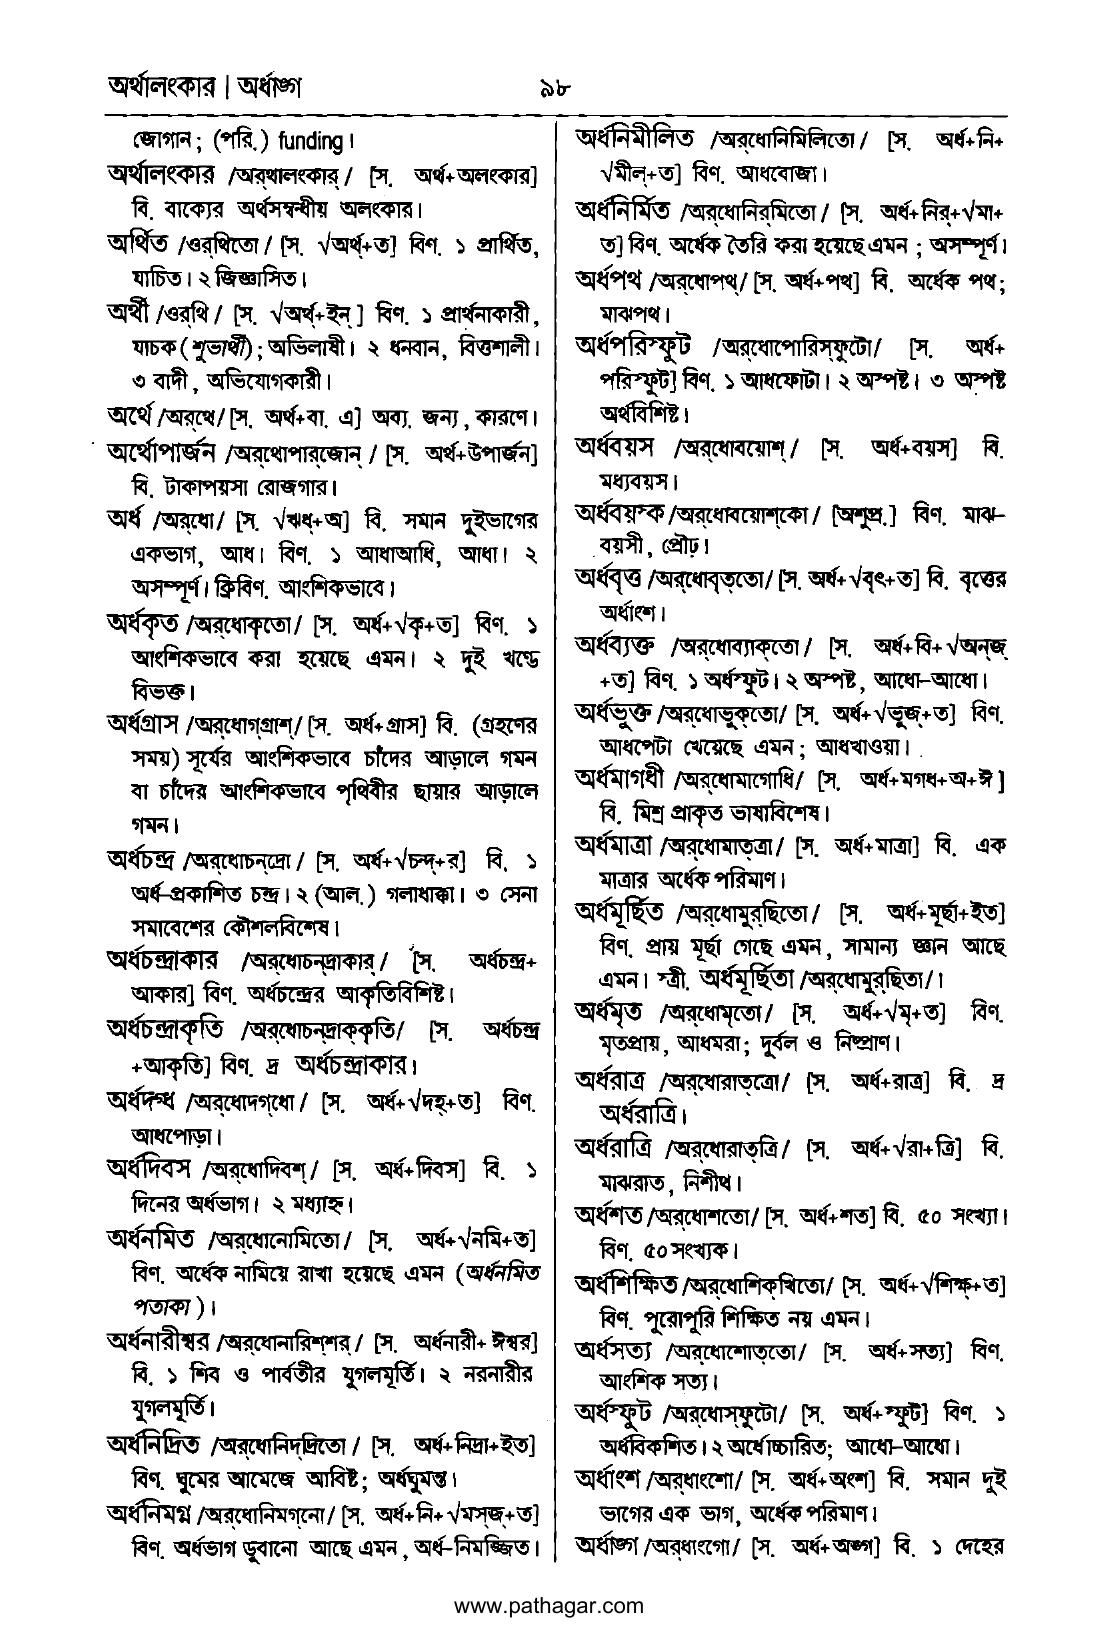 অর্থালংকার | অর্ধাঙ্গ
৯৮
জোগান ; (পরি.) funding।
অর্থালংকার /অর্‌থালংকার্‌/ [স. অর্থ+অলংকার]
বি. বাক্যের অর্থসম্বন্ধীয় অলংকার।
অর্থিত /ওর্‌থিতো/ [স. √অর্থ্‌+ত] বিণ. ১ প্রার্থিত,
যাচিত। ২ জিজ্ঞাসিত।
অর্থী /ওর্‌থি/ [স. √অর্থ্‌+ইন্‌] বিণ. ১ প্রার্থনাকারী,
যাচক (শুভার্থী); অভিলাষী। ২ ধনবান, বিত্তশালী।
৩ বাদী, অভিযোগকারী।
অর্থে /অর্‌থে/ [স. অর্থ+বা. এ] অব্য. জন্য, কারণে।
অর্থোপার্জন /অর্‌থোপার্‌জোন্‌/ [স. অর্থ+উপার্জন]
বি. টাকাপয়সা রোজগার।
অর্ধ /অর্‌ধো/ [স. √ঋধ্‌+অ] বি. সমান দুইভাগের
একভাগ, আধ। বিণ. ১ আধাআধি, আধা। ২
অসম্পূর্ণ। ক্রিবিণ. আংশিকভাবে।
অর্ধকৃত /অর্‌ধোকৃতো/ [স. অর্ধ+√কৃ+ত] বিণ. ১
আংশিকভাবে করা হয়েছে এমন। ২ দুই খণ্ডে
বিভক্ত।
অর্ধগ্রাস /অর্‌ধোগ্‌গ্রাশ্‌/ [স. অর্ধ+গ্রাস] বি. (গ্রহণের
সময়) সূর্যের আংশিকভাবে চাঁদের আড়ালে গমন
বা চাঁদের আংশিকভাবে পৃথিবীর ছায়ার আড়ালে
গমন।
অর্ধচন্দ্র /অর্‌ধোচন্‌দ্রো/ [স. অর্ধ+√চন্দ্‌+র] বি. ১
অর্ধ-প্রকাশিত চন্দ্র। ২ (আল.) গলাধাক্কা। ৩ সেনা
সমাবেশের কৌশলবিশেষ।
অর্ধচন্দ্রাকার /অর্‌ধোচন্‌দ্রাকার্‌/ [স. অর্ধচন্দ্র+
আকার] বিণ. অর্ধচন্দ্রের আকৃতিবিশিষ্ট।
অর্ধচন্দ্রাকৃতি /অর্‌ধোচন্‌দ্রাক্‌কৃতি/ [স. অর্ধচন্দ্র
+আকৃতি] বিণ. দ্র অর্ধচন্দ্রাকার।
অর্ধদগ্ধ /অর্‌ধোদগ্‌ধো/ [স. অর্ধ+√দহ্‌+ত] বিণ.
আধপোড়া।
অর্ধদিবস /অর্‌ধোদিবশ্‌/ [স. অর্ধ+দিবস] বি. ১
দিনের অর্ধভাগ। ২ মধ্যাহ্ন।
অর্ধনমিত /অর্‌ধোনোমিতো/ [স. অর্ধ+√নমি+ত]
বিণ. অর্ধেক নামিয়ে রাখা হয়েছে এমন (অর্ধনমিত
পতাকা)।
অর্ধনারীশ্বর /অর্‌ধোনারিশ্‌শর্‌/ [স. অর্ধনারী+ঈশ্বর]
বি. ১ শিব ও পার্বতীর যুগলমূর্তি। ২ নরনারীর
যুগলমূর্তি।
অর্ধনিদ্রিত /অর্‌ধোনিদ্‌দ্রিতো/ [স. অর্ধ+নিদ্রা+ইত]
বিণ. ঘুমের আমেজে আবিষ্ট; অর্ধঘুমন্ত।
অর্ধনিমগ্ন /অর্‌ধোনিমগ্‌নো/ [স. অর্ধ+নি+√মস্‌জ্‌+ত]
বিণ. অর্ধভাগ ডুবানো আছে এমন, অর্ধ-নিমজ্জিত।
অর্ধনিমীলিত /অর্‌ধোনিমিলিতো/ [স. অর্ধ+নি+
√মীল্‌+ত] বিণ. আধবোজা।
অর্ধনির্মিত /অর্‌ধোনির্‌মিতো/ [স. অর্ধ+নির্‌+√মা+
ত] বিণ. অর্ধেক তৈরি করা হয়েছে এমন ; অসম্পূর্ণ।
অর্ধপথ /অর্‌ধোপথ্‌/ [স. অর্ধ+পথ] বি. অর্ধেক পথ;
মাঝপথ।
অর্ধপরিস্ফুট /অর্‌ধোপোরিস্‌ফুটো/ [স. অর্ধ+
পরিস্ফুট] বিণ. ১ আধফোটা। ২ অস্পষ্ট। ৩ অস্পষ্ট
অর্থবিশিষ্ট।
অর্ধবয়স /অর্‌ধোবয়োশ্‌/ [স. অর্ধ+বয়স] বি.
মধ্যবয়স।
অর্ধবয়স্ক /অর্‌ধোবয়োশ্‌কো/ [অশুপ্র.] বিণ. মাঝ-
বয়সী, প্রৌঢ়।
অর্ধবৃত্ত /অর্‌ধোবৃত্‌তো/ [স. অর্ধ+√বৃৎ+ত] বি. বৃত্তের
অর্ধাংশ।
অর্ধব্যক্ত /অর্‌ধোব্যাক্‌তো/ [স. অর্ধ+বি+√অন্‌জ্‌
+ত] বিণ. ১ অর্ধস্ফুট। ২ অস্পষ্ট, আধো-আধো।
অর্ধভুক্ত /অর্‌ধোভুক্‌তো/ [স. অর্ধ+√ভুজ্‌+ত] বিণ.
আধপেটা খেয়েছে এমন; আধখাওয়া।
অর্ধমাগধী /অর্‌ধোমাগোধি/ [স. অর্ধ+মগধ+অ+ঈ]
বি. মিশ্র প্রাকৃত ভাষাবিশেষ।
অর্ধমাত্রা /অর্‌ধোমাত্‌ত্রা/ [স. অর্ধ+মাত্রা] বি. এক
মাত্রার অর্ধেক পরিমাণ।
অর্ধমূর্ছিত /অর্‌ধোমুর্‌ছিতো/ [স. অর্ধ+মূর্ছা+ইত]
বিণ. প্রায় মূর্ছা গেছে এমন, সামান্য জ্ঞান আছে
এমন। স্ত্রী. অর্ধমূর্ছিতা /অর্‌ধোমুর্‌ছিতা/।
অর্ধমৃত /অর্‌ধোমৃতো/ [স. অর্ধ+√মৃ+ত] বিণ.
মৃতপ্রায়, আধমরা; দুর্বল ও নিষ্প্রাণ।
অর্ধরাত্র /অর্‌ধোরাত্‌ত্রো/ [স. অর্ধ+রাত্র] বি. দ্র
অর্ধরাত্রি।
অর্ধরাত্রি /অর্‌ধোরাত্‌ত্রি/ [স. অর্ধ+√রা+ত্রি] বি.
মাঝরাত, নিশীথ।
অর্ধশত /অর্‌ধোশতো/ [স. অর্ধ+শত] বি. ৫০ সংখ্যা।
বিণ. ৫০ সংখ্যক।
অর্ধশিক্ষিত /অর্‌ধোশিক্‌খিতো/ [স. অর্ধ+√শিক্ষ্‌+ত]
বিণ. পুরোপুরি শিক্ষিত নয় এমন।
অর্ধসত্য /অর্‌ধোশোত্‌তো/ [স. অর্ধ+সত্য] বিণ.
আংশিক সত্য।
অর্ধস্ফুট /অর্‌ধোস্‌ফুটো/ [স. অর্ধ+স্ফুট] বিণ. ১
অর্ধবিকশিত। ২ অর্ধোচ্চারিত; আধো-আধো।
অর্ধাংশ /অর্‌ধাংশো/ [স. অর্ধ+অংশ] বি. সমান দুই
ভাগের এক ভাগ, অর্ধেক পরিমাণ।
অর্ধাঙ্গ /অর্‌ধাংগো/ [স. অর্ধ+অঙ্গ] বি. ১ দেহের
www.pathagar.com